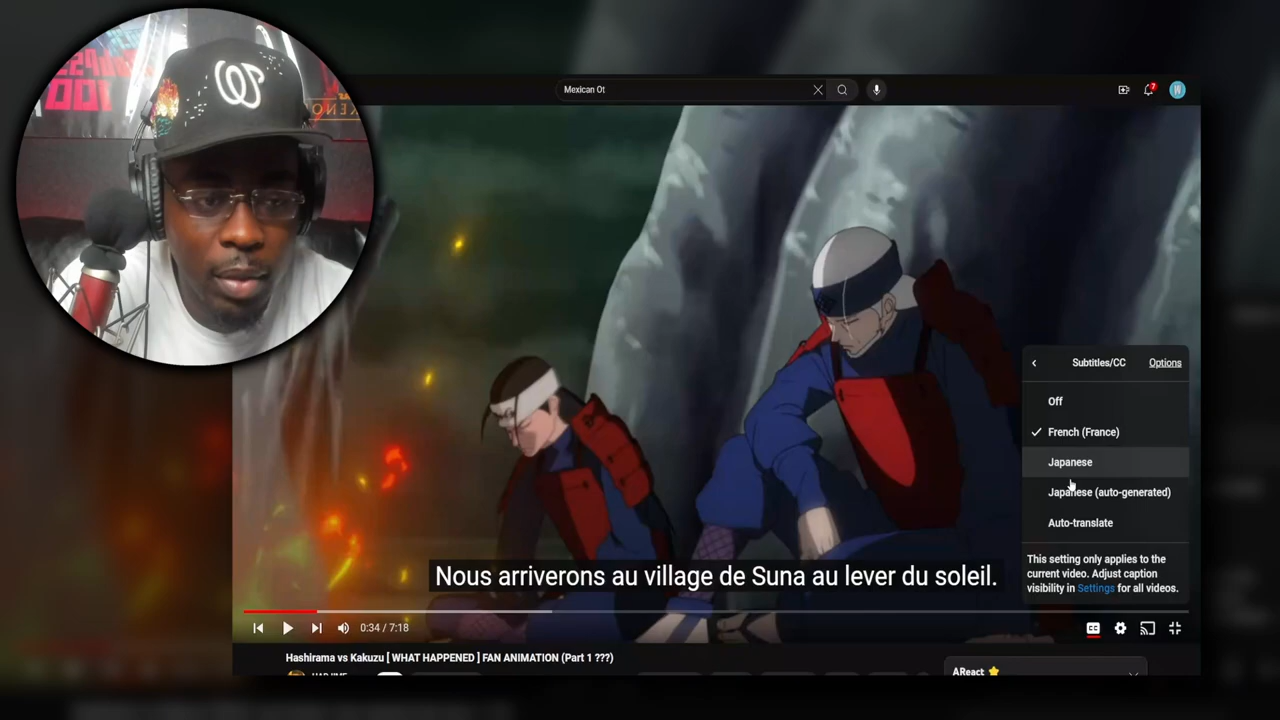 Mexican Ot
7
W
Subtitles/CC Options
Off
French (France)
Japanese
Japanese (auto-generated)
Auto-translate
This setting only applies to the
current video. Adjust caption
visibility in Settings for all videos.
Nous arriverons au village de Suna au lever du soleil.
0:34 / 7:18
CC
Hashirama vs Kakuzu [ WHAT HAPPENED ] FAN ANIMATION (Part 1 ???)
AReact ⭐